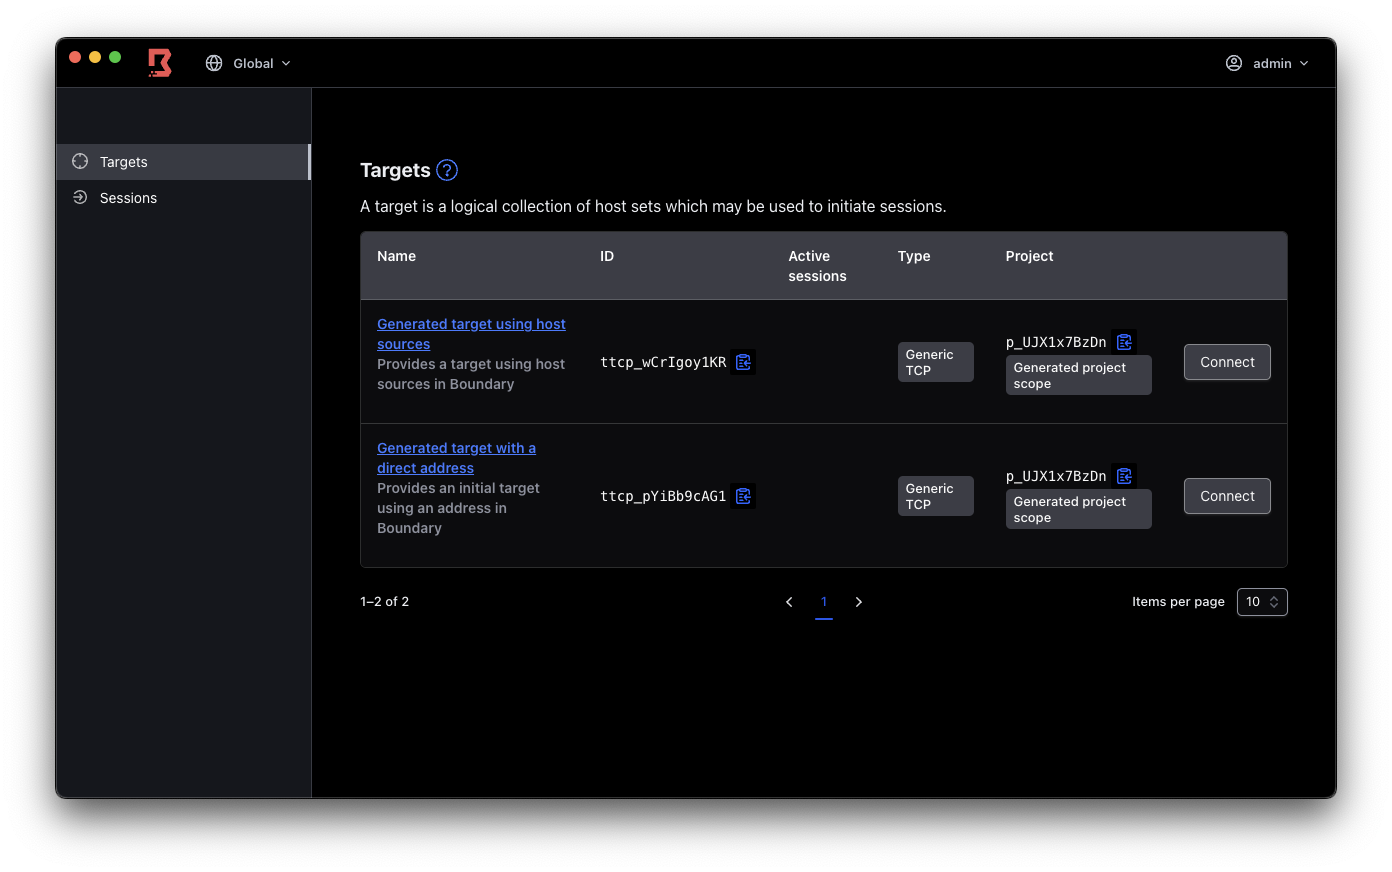 Global
admin
Targets
Sessions
Targets
A target is a logical collection of host sets which may be used to initiate sessions.
Name ID Active sessions Type Project
Generated target using host
sources
Provides a target using host
sources in Boundary
ttcp_wCrIgoy1KR
Generic
TCP
p_UJX1x7BzDn
Generated project
scope
Connect
Generated target with a
direct address
Provides an initial target
using an address in
Boundary
ttcp_pYiBb9cAG1
Generic
TCP
p_UJX1x7BzDn
Generated project
scope
Connect
1–2 of 2
1
Items per page 10